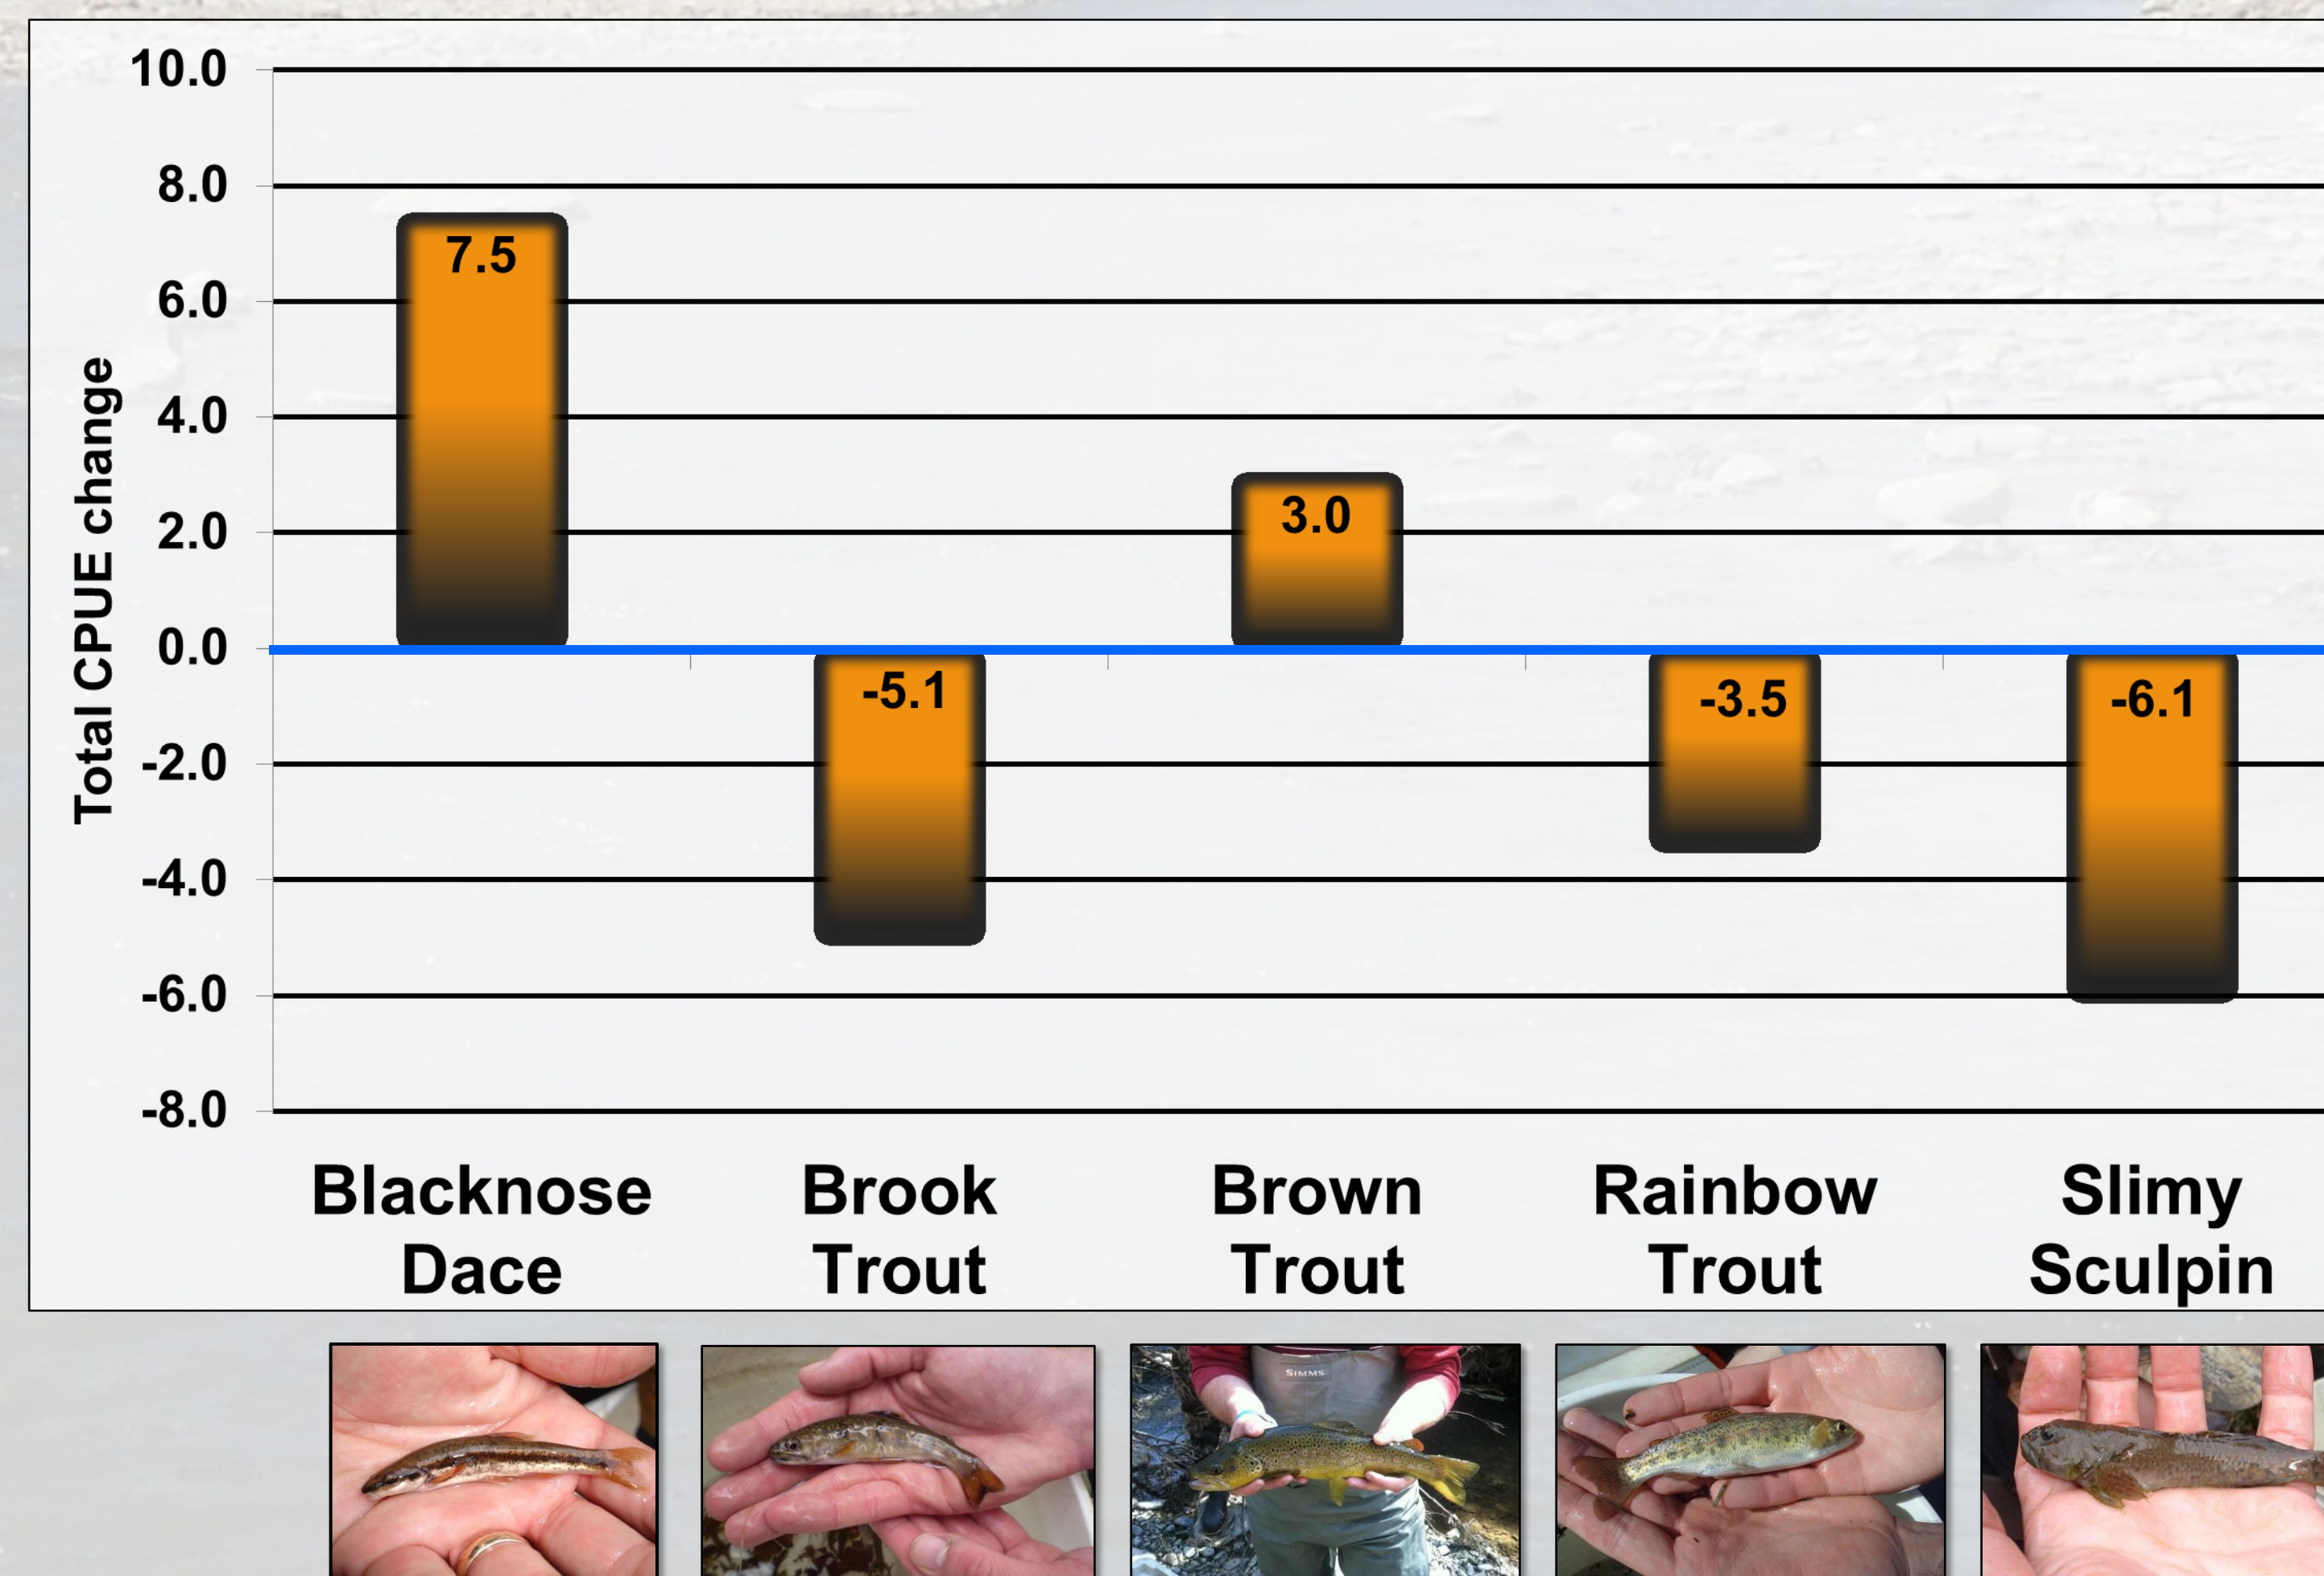 10.0
8.0
6.0
4.0
2.0
0.0
-2.0
-4.0
-6.0
-8.0
Total CPUE change
7.5
-5.1
3.0
-3.5
-6.1
Blacknose
Dace
Brook
Trout
Brown
Trout
Rainbow
Trout
Slimy
Sculpin
SIMMS